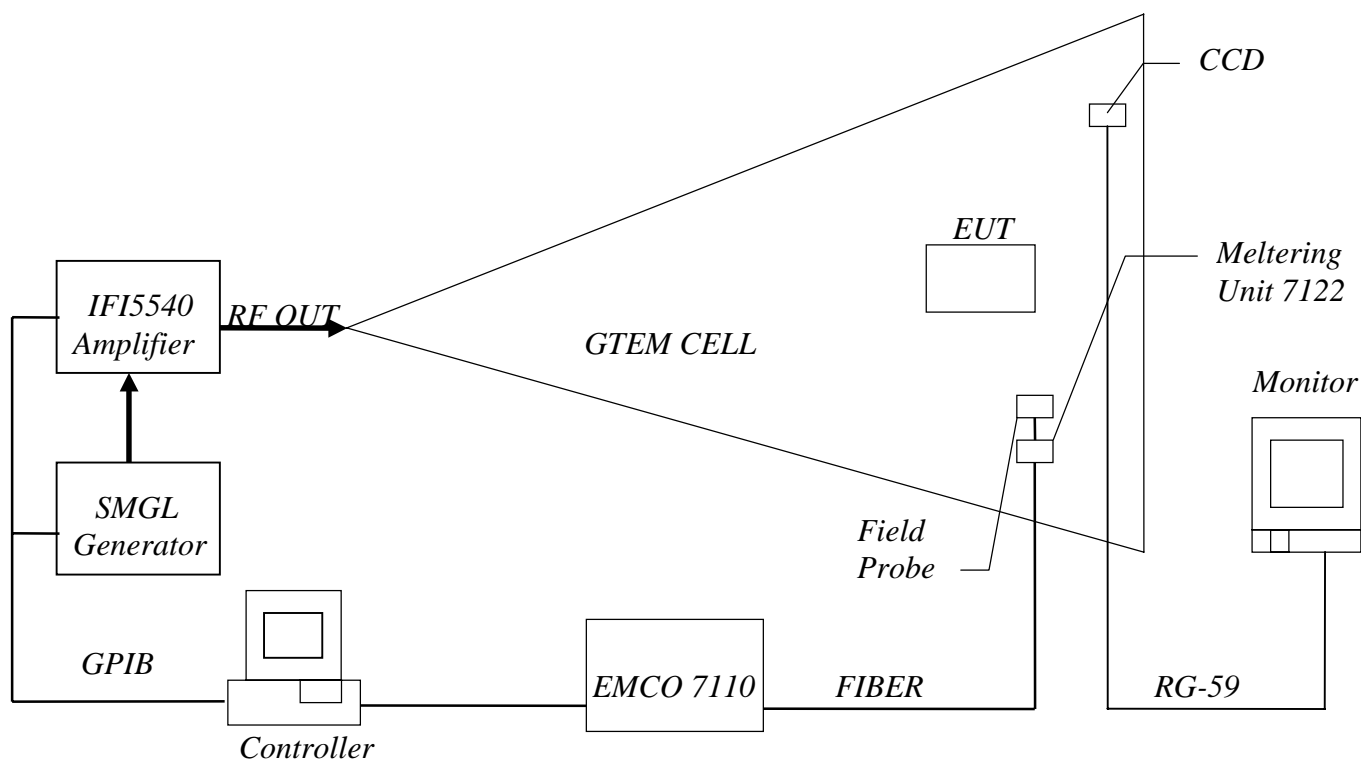 CCD
EUT
Meltering
Unit 7122
IFI5540
Amplifier
RF OUT
GTEM CELL
Monitor
SMGL
Generator
Field
Probe
GPIB
EMCO 7110
FIBER
RG-59
Controller